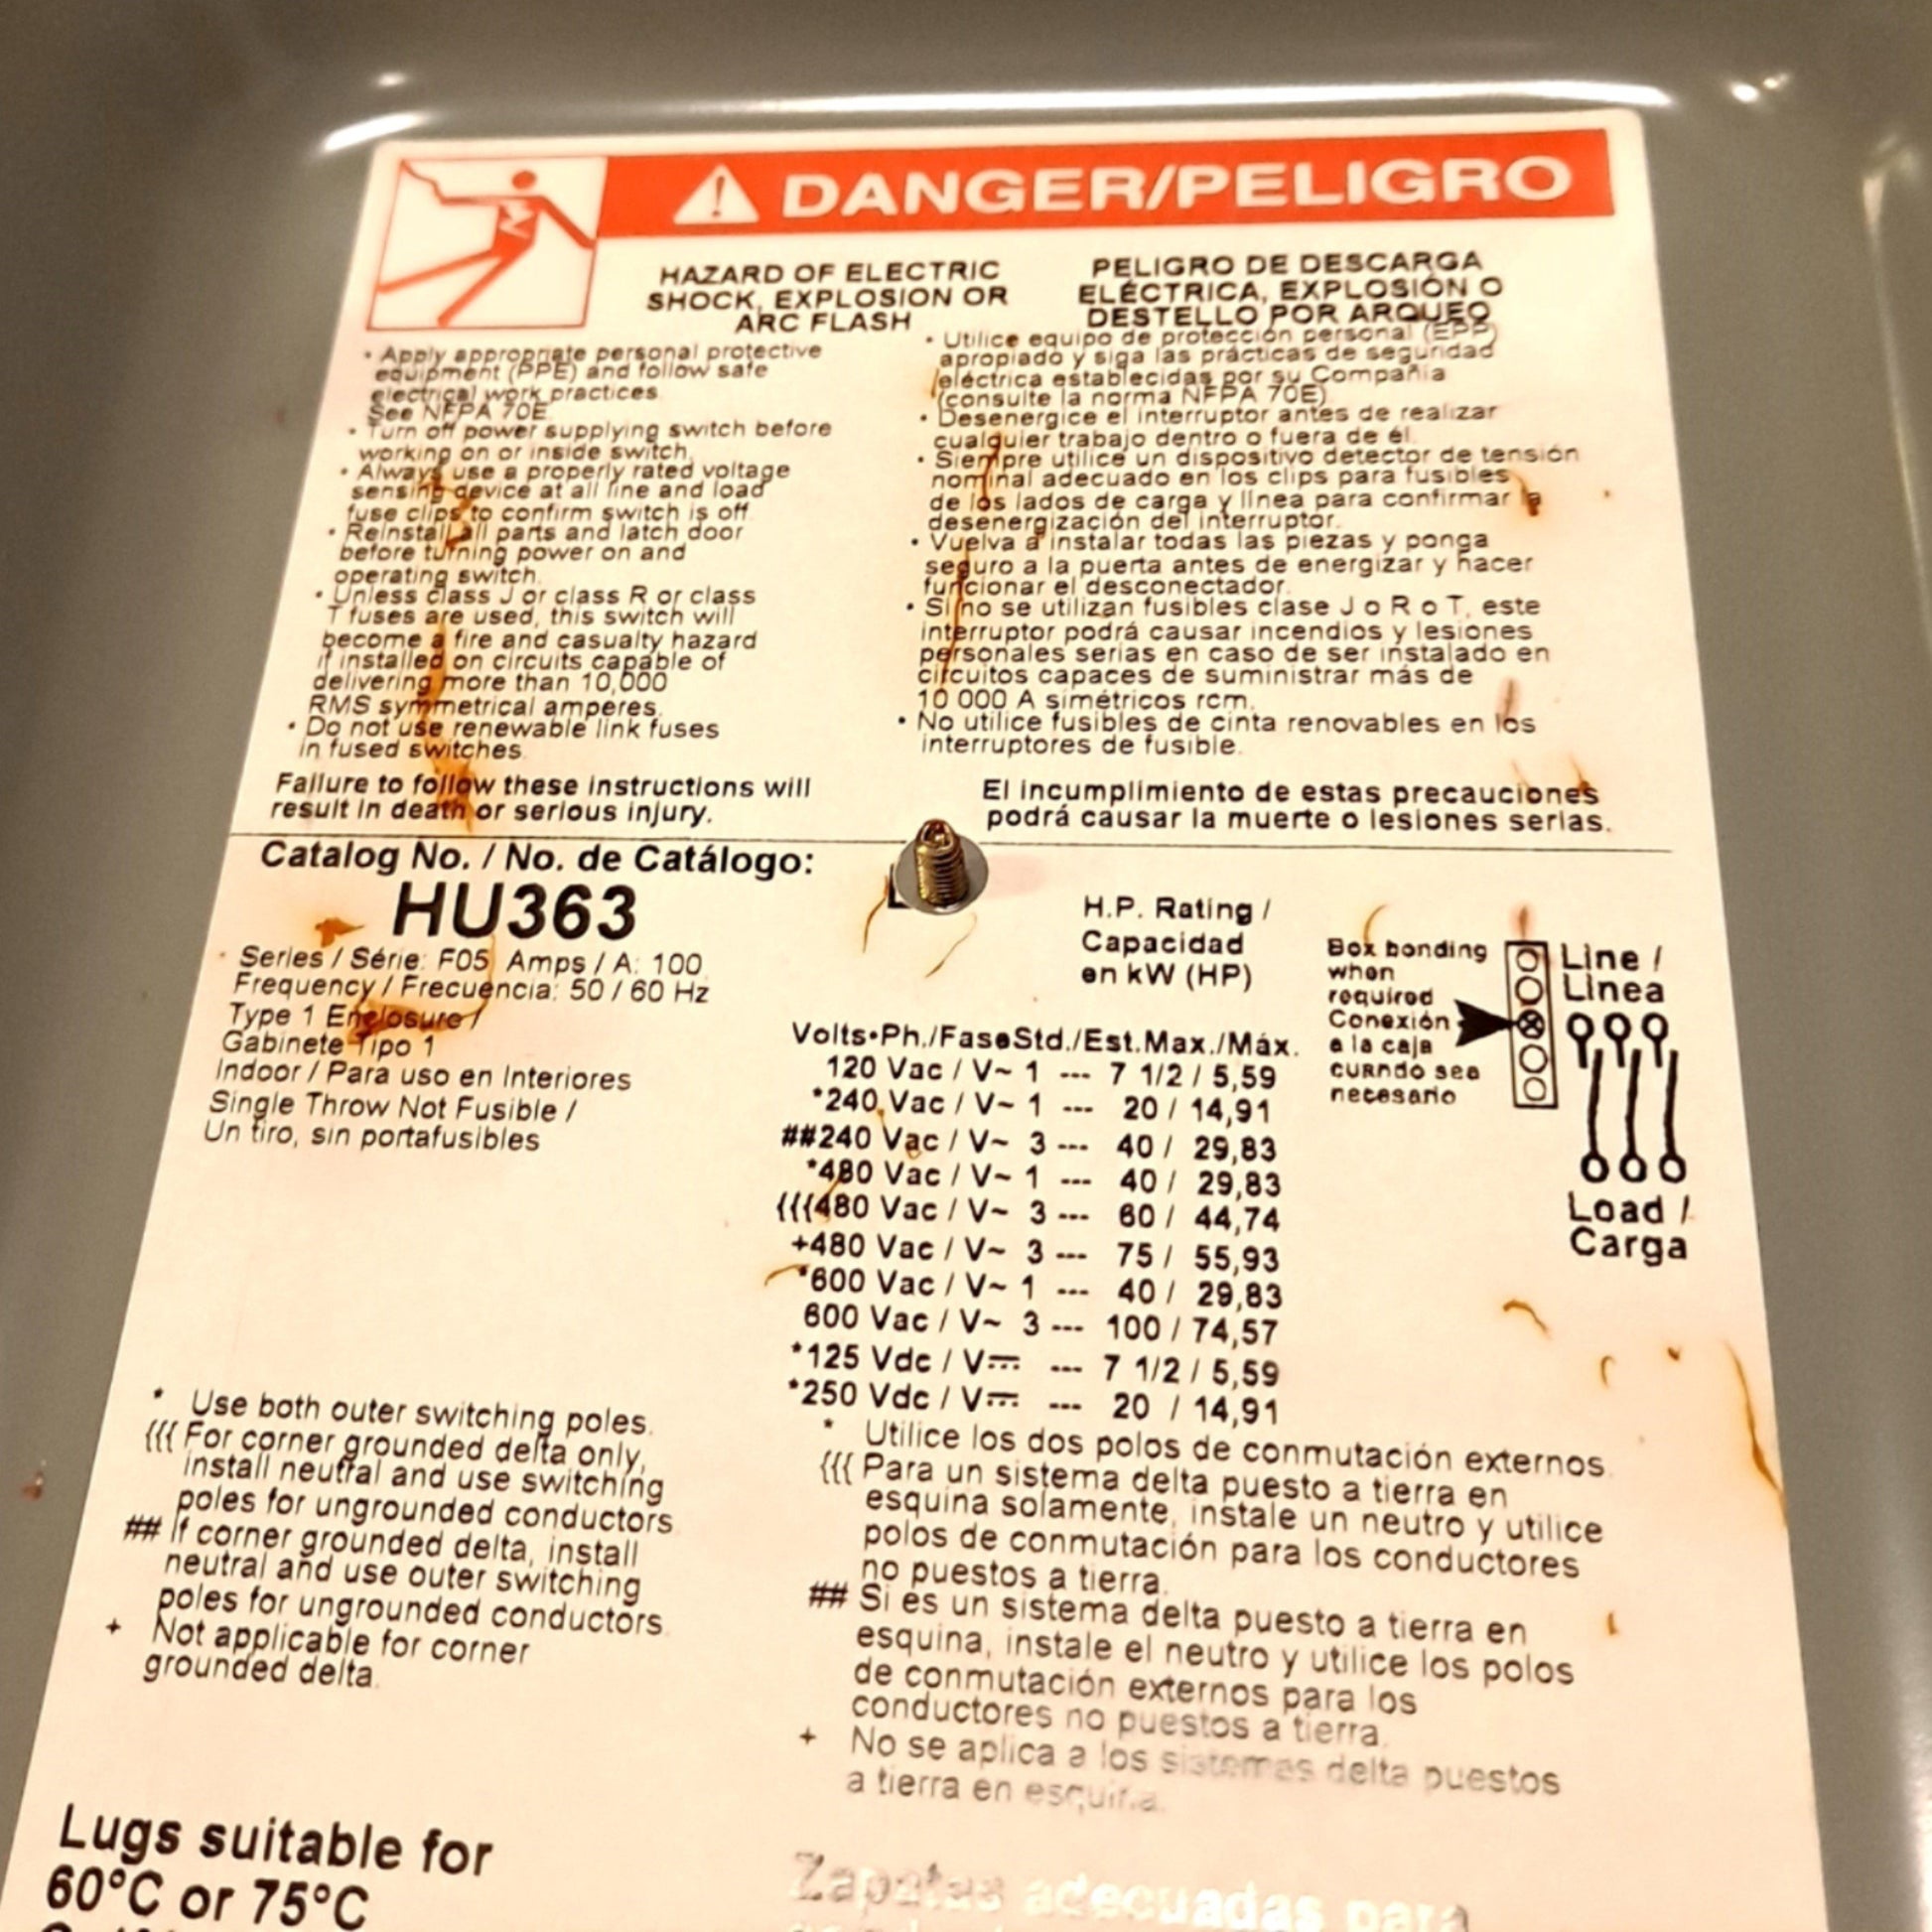 DANGER/PELIGRO
HAZARD OF ELECTRIC
SHOCK, EXPLOSION OR
ARC FLASH
• Apply appropriate personal protective
equipment (PPE) and follow safe
electrical work practices.
See NFPA 70E.
• Turn off power supplying switch before
working on or inside switch.
• Always use a properly rated voltage
sensing device at all line and load
fuse clips to confirm switch is off.
• Reinstall all parts and latch door
before turning power on and
operating switch.
• Unless class J or class R or class
T fuses are used, this switch will
become a fire and casualty hazard
if installed on circuits capable of
delivering more than 10,000
RMS symmetrical amperes.
• Do not use renewable link fuses
in fused switches.
Failure to follow these instructions will
result in death or serious injury.
PELIGRO DE DESCARGA
ELÉCTRICA, EXPLOSIÓN O
DESTELLO POR ARQUEO
• Utilice equipo de protección personal (EPP)
apropiado y siga las prácticas de seguridad
eléctrica establecidas por su Compañia
(consulte la norma NFPA 70E).
• Desenergice el interruptor antes de realizar
cualquier trabajo dentro o fuera de él.
• Siempre utilice un dispositivo detector de tensión
nominal adecuado en los clips para fusibles
de los lados de carga y línea para confirmar la
desenergización del interruptor.
• Vuelva a instalar todas las piezas y ponga
seguro a la puerta antes de energizar y hacer
funcionar el desconectador.
• Si no se utilizan fusibles clase J o R o T, este
interruptor podrá causar incendios y lesiones
personales serias en caso de ser instalado en
circuitos capaces de suministrar más de
10 000 A simétricos rcm.
• No utilice fusibles de cinta renovables en los
interruptores de fusible.
El incumplimiento de estas precauciones
podrá causar la muerte o lesiones serias.
Catalog No. / No. de Catálogo:
HU363
Series / Série: F05 Amps / A: 100
Frequency / Frecuencia: 50 / 60 Hz
Type 1 Enclosure /
Gabinete Tipo 1
Indoor / Para uso en Interiores
Single Throw Not Fusible /
Un tiro, sin portafusibles
H.P. Rating /
Capacidad
en kW (HP)
Volts•Ph./Fase Std./Est. Max./Máx.
120 Vac / V~ 1 --- 7 1/2 / 5,59
*240 Vac / V~ 1 --- 20 / 14,91
##240 Vac / V~ 3 --- 40 / 29,83
*480 Vac / V~ 1 --- 40 / 29,83
{{{480 Vac / V~ 3 --- 60 / 44,74
+480 Vac / V~ 3 --- 75 / 55,93
*600 Vac / V~ 1 --- 40 / 29,83
600 Vac / V~ 3 --- 100 / 74,57
*125 Vdc / V⎓ --- 7 1/2 / 5,59
*250 Vdc / V⎓ --- 20 / 14,91
Box bonding
when
required
Conexión
a la caja
cuando sea
necesario
Line /
Linea
Load /
Carga
* Use both outer switching poles.
{{{ For corner grounded delta only,
install neutral and use switching
poles for ungrounded conductors.
## If corner grounded delta, install
neutral and use outer switching
poles for ungrounded conductors.
+ Not applicable for corner
grounded delta.
* Utilice los dos polos de conmutación externos.
{{{ Para un sistema delta puesto a tierra en
esquina solamente, instale un neutro y utilice
polos de conmutación para los conductores
no puestos a tierra.
## Si es un sistema delta puesto a tierra en
esquina, instale el neutro y utilice los polos
de conmutación externos para los
conductores no puestos a tierra.
+ No se aplica a los sistemas delta puestos
a tierra en esquina.
Lugs suitable for
60°C or 75°C
Zapatas adecuadas para